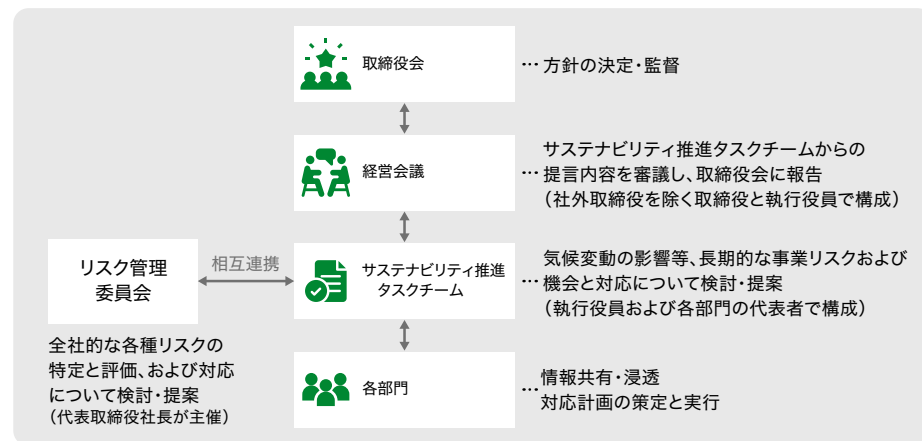 取締役会
… 方針の決定・監督
経営会議
サステナビリティ推進タスクチームからの
… 提言内容を審議し、取締役会に報告
（社外取締役を除く取締役と執行役員で構成）
リスク管理
委員会
相互連携
サステナビリティ推進
タスクチーム
気候変動の影響等、長期的な事業リスクおよび
… 機会と対応について検討・提案
（執行役員および各部門の代表者で構成）
全社的な各種リスクの
特定と評価、および対応
について検討・提案
（代表取締役社長が主催）
各部門
… 情報共有・浸透
対応計画の策定と実行